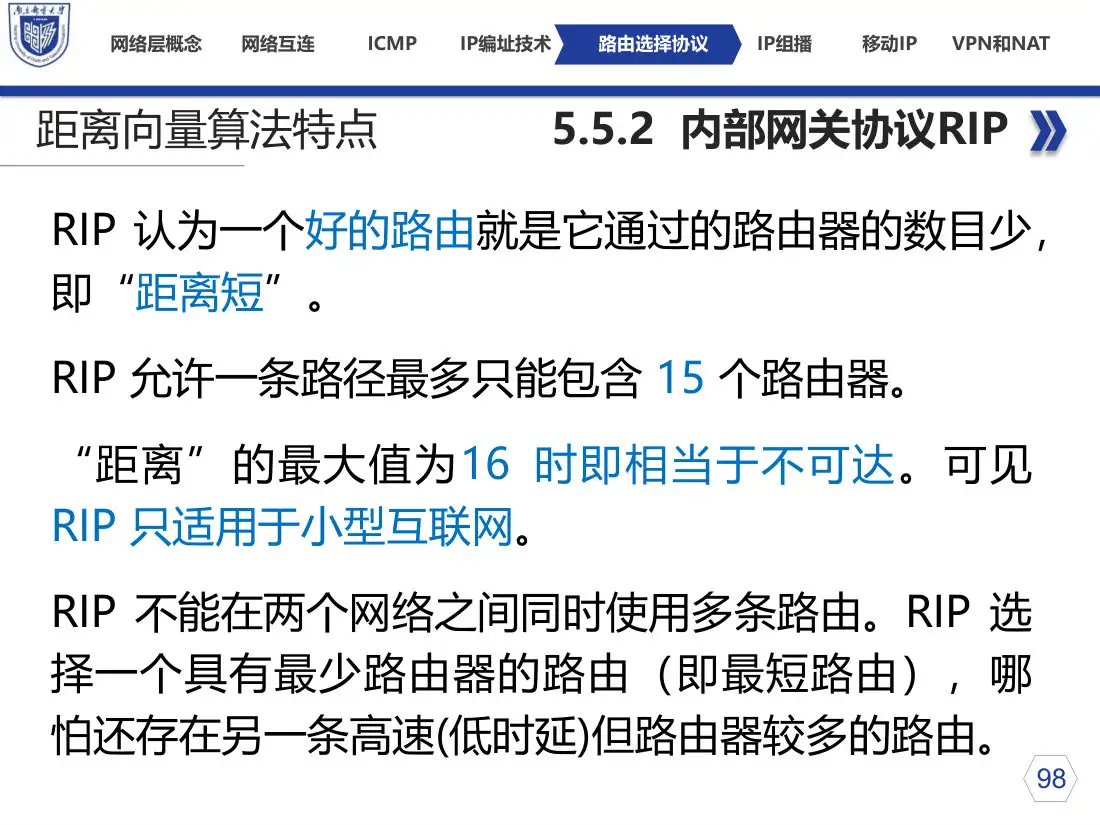 南京邮电大学
网络层概念 网络互连 ICMP IP编址技术 路由选择协议 IP组播 移动IP VPN和NAT
距离向量算法特点 5.5.2 内部网关协议RIP
RIP 认为一个好的路由就是它通过的路由器的数目少，
即“距离短”。
RIP 允许一条路径最多只能包含 15 个路由器。
“距离”的最大值为16 时即相当于不可达。可见
RIP 只适用于小型互联网。
RIP 不能在两个网络之间同时使用多条路由。RIP 选
择一个具有最少路由器的路由（即最短路由），哪
怕还存在另一条高速(低时延)但路由器较多的路由。
98